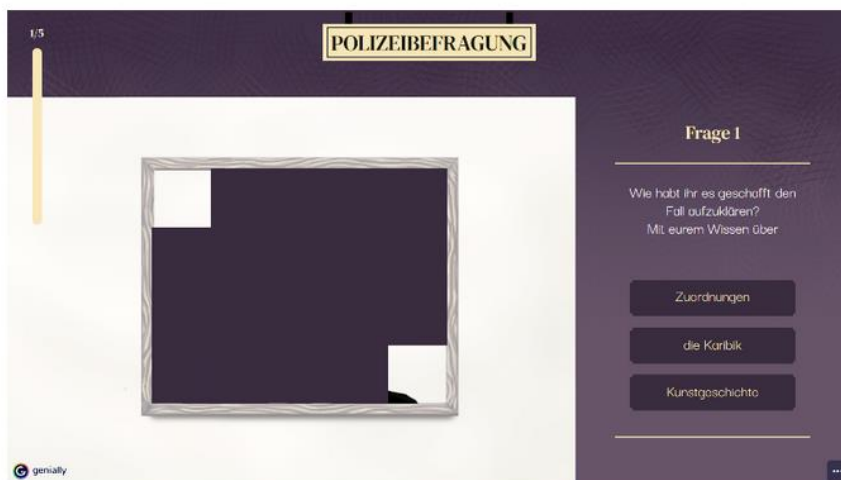 1/5
POLIZEIBEFRAGUNG
Frage 1
Wie habt ihr es geschafft den
Fall aufzuklären?
Mit eurem Wissen über
Zuordnungen
die Karibik
Kunstgeschichte
genially